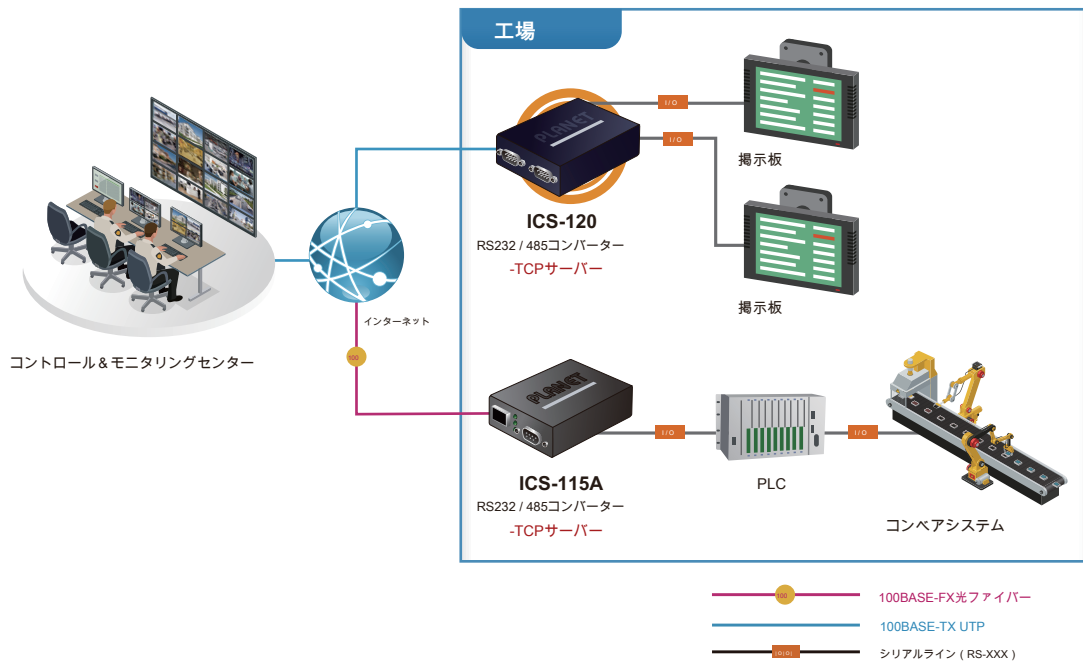 工場
I/O
I/O
PLANET
掲示板
ICS-120
RS232 / 485コンバーター
-TCPサーバー
掲示板
インターネット
コントロール&モニタリングセンター
100
PLANET
I/O
I/O
ICS-115A
RS232 / 485コンバーター
-TCPサーバー
PLC
コンベアシステム
100
100BASE-FX光ファイバー
100BASE-TX UTP
|O|O|
シリアルライン ( RS-XXX )